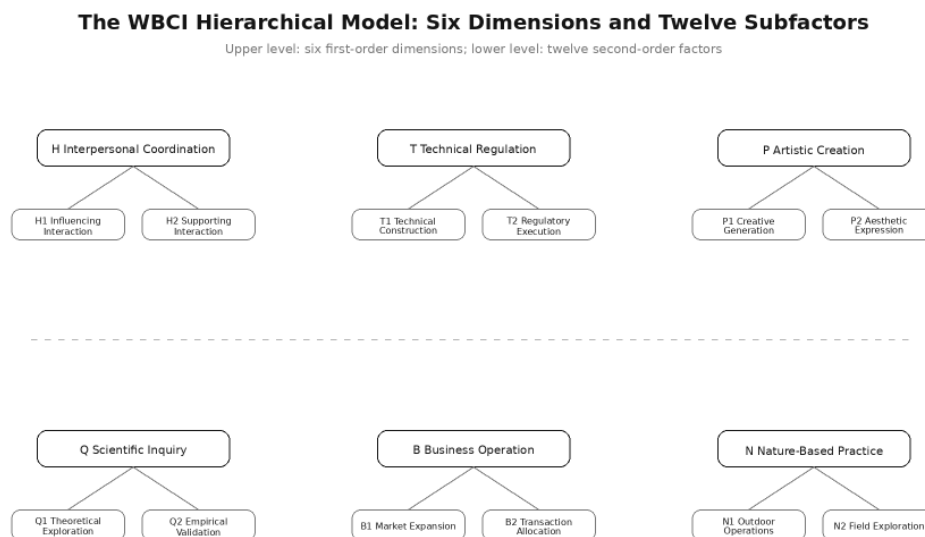 The WBCI Hierarchical Model: Six Dimensions and Twelve Subfactors
Upper level: six first-order dimensions; lower level: twelve second-order factors
H Interpersonal Coordination
T Technical Regulation
P Artistic Creation
H1 Influencing
Interaction
H2 Supporting
Interaction
T1 Technical
Construction
T2 Regulatory
Execution
P1 Creative
Generation
P2 Aesthetic
Expression
Q Scientific Inquiry
B Business Operation
N Nature-Based Practice
Q1 Theoretical
Exploration
Q2 Empirical
Validation
B1 Market Expansion
B2 Transaction
Allocation
N1 Outdoor
Operations
N2 Field Exploration